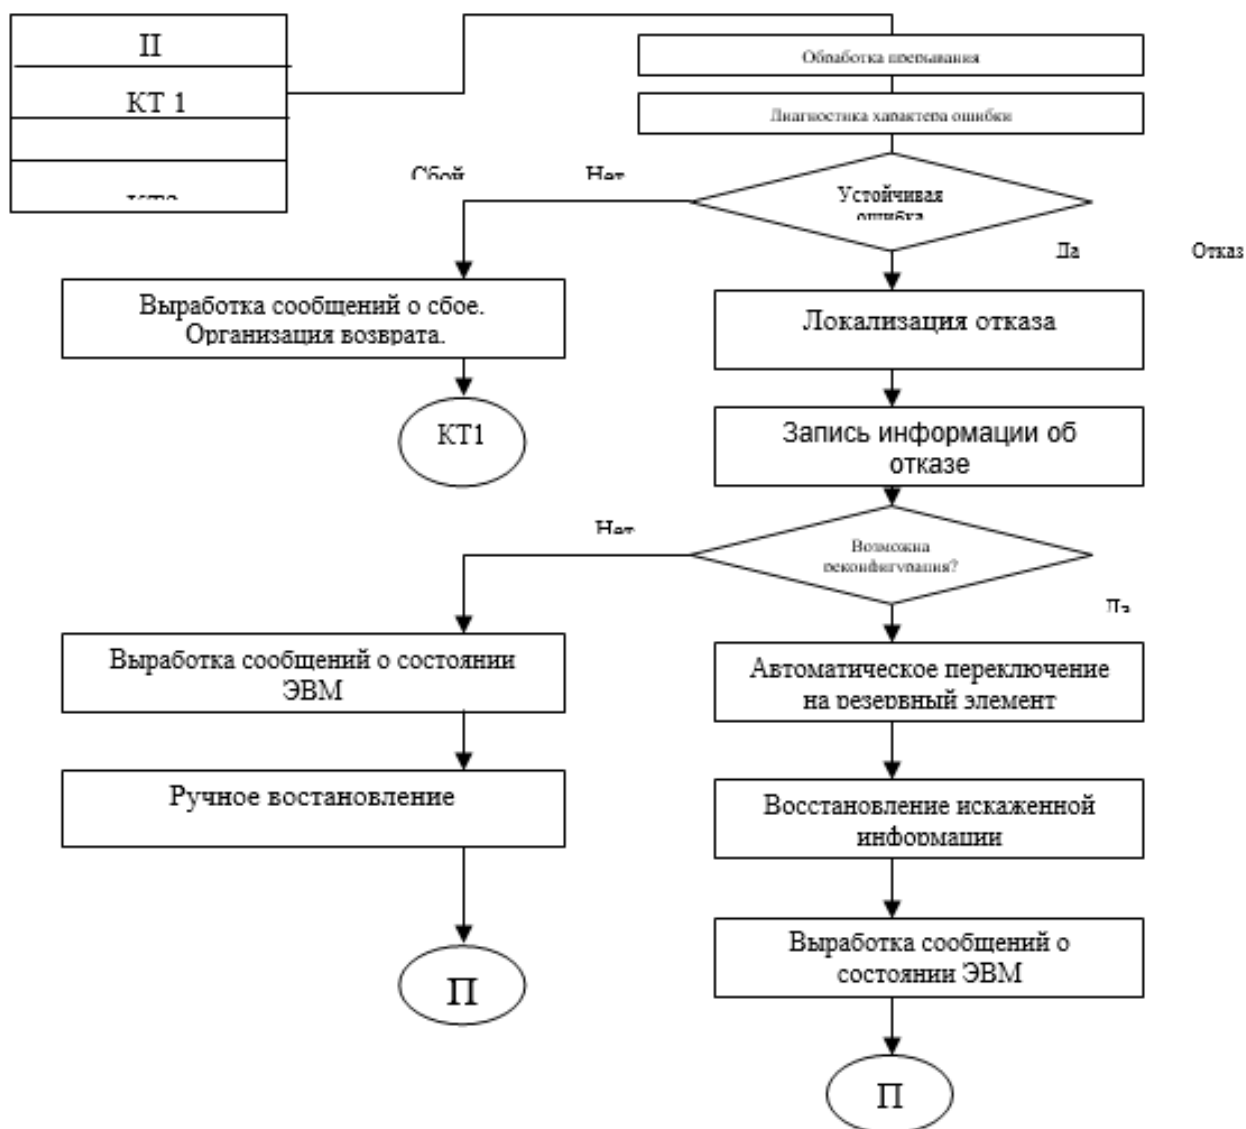 П
КТ 1
Обработка прерывания
Диагностика характера ошибки
Сбой
Нет
Устойчивая
ошибка
Да
Отказ
Выработка сообщений о сбое.
Организация возврата.
Локализация отказа
КТ1
Запись информации об
отказе
Нет
Возможна
реконфигурация?
Да
Выработка сообщений о состоянии
ЭВМ
Автоматическое переключение
на резервный элемент
Ручное востановление
Восстановление искаженной
информации
Выработка сообщений о
состоянии ЭВМ
П
П